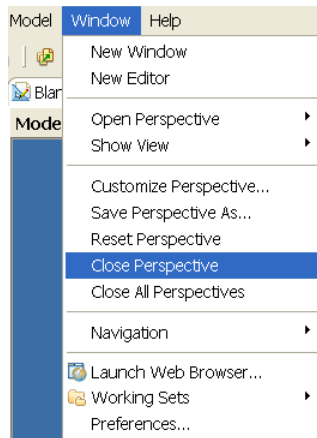 Model Window Help
New Window
New Editor
Blan
Mode
Open Perspective
Show View
Customize Perspective...
Save Perspective As...
Reset Perspective
Close Perspective
Close All Perspectives
Navigation
Launch Web Browser...
Working Sets
Preferences...